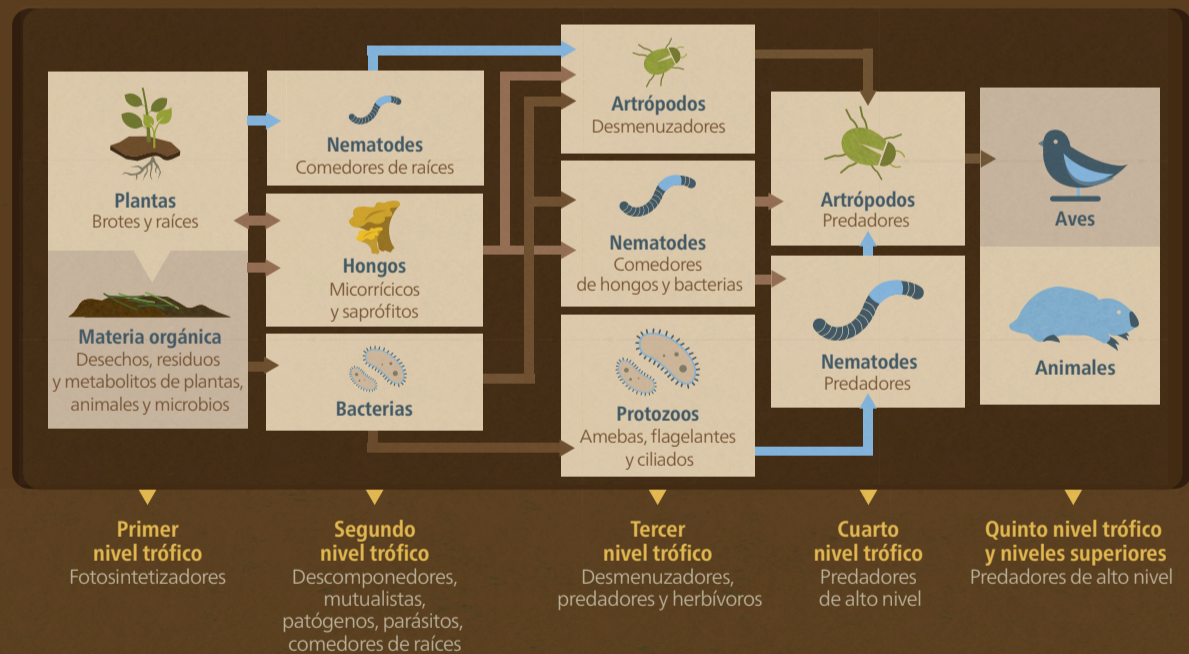 Plantas
Brotes y raíces
Materia orgánica
Desechos, residuos
y metabolitos de plantas,
animales y microbios
Nematodes
Comedores de raíces
Hongos
Micorrícicos
y saprófitos
Bacterias
Artrópodos
Desmenuzadores
Nematodes
Comedores
de hongos y bacterias
Protozoos
Amebas, flagelantes
y ciliados
Artrópodos
Predadores
Nematodes
Predadores
Aves
Animales
Primer
nivel trófico
Fotosintetizadores
Segundo
nivel trófico
Descomponedores,
mutualistas,
patógenos, parásitos,
comedores de raíces
Tercer
nivel trófico
Desmenuzadores,
predadores y herbívoros
Cuarto
nivel trófico
Predadores
de alto nivel
Quinto nivel trófico
y niveles superiores
Predadores de alto nivel